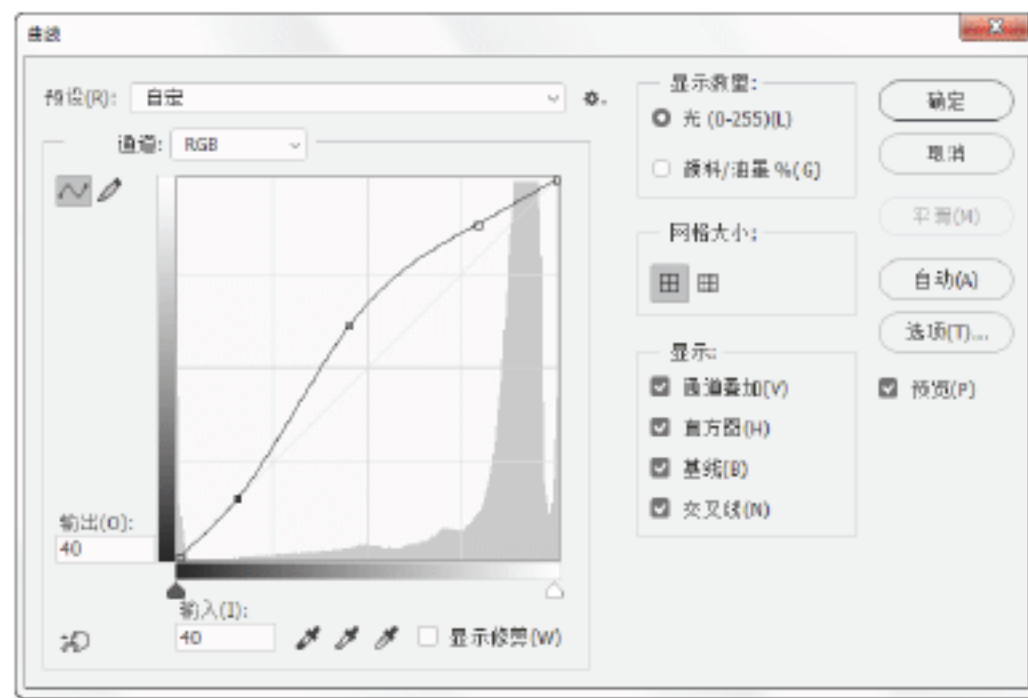 曲线
预设(R): 自定
通道: RGB
输出(O):
40
输入(I):
40
显示修剪(W)
显示数量:
光 (0-255)(L)
颜料/油墨 %(G)
网格大小:
显示:
通道叠加(V)
直方图(H)
基线(B)
交叉线(N)
确定
取消
平滑(M)
自动(A)
选项(T)...
预览(P)